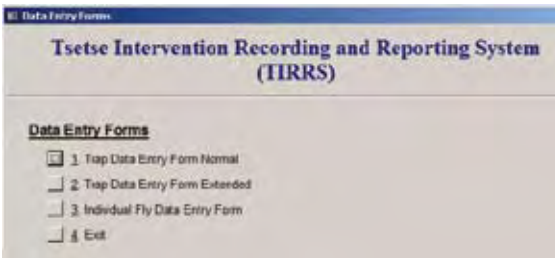 Data Entry Forms
Tsetse Intervention Recording and Reporting System
(TIRRS)
Data Entry Forms
1. Trap Data Entry Form Normal
2. Trap Data Entry Form Extended
3. Individual Fly Data Entry Form
4. Exit